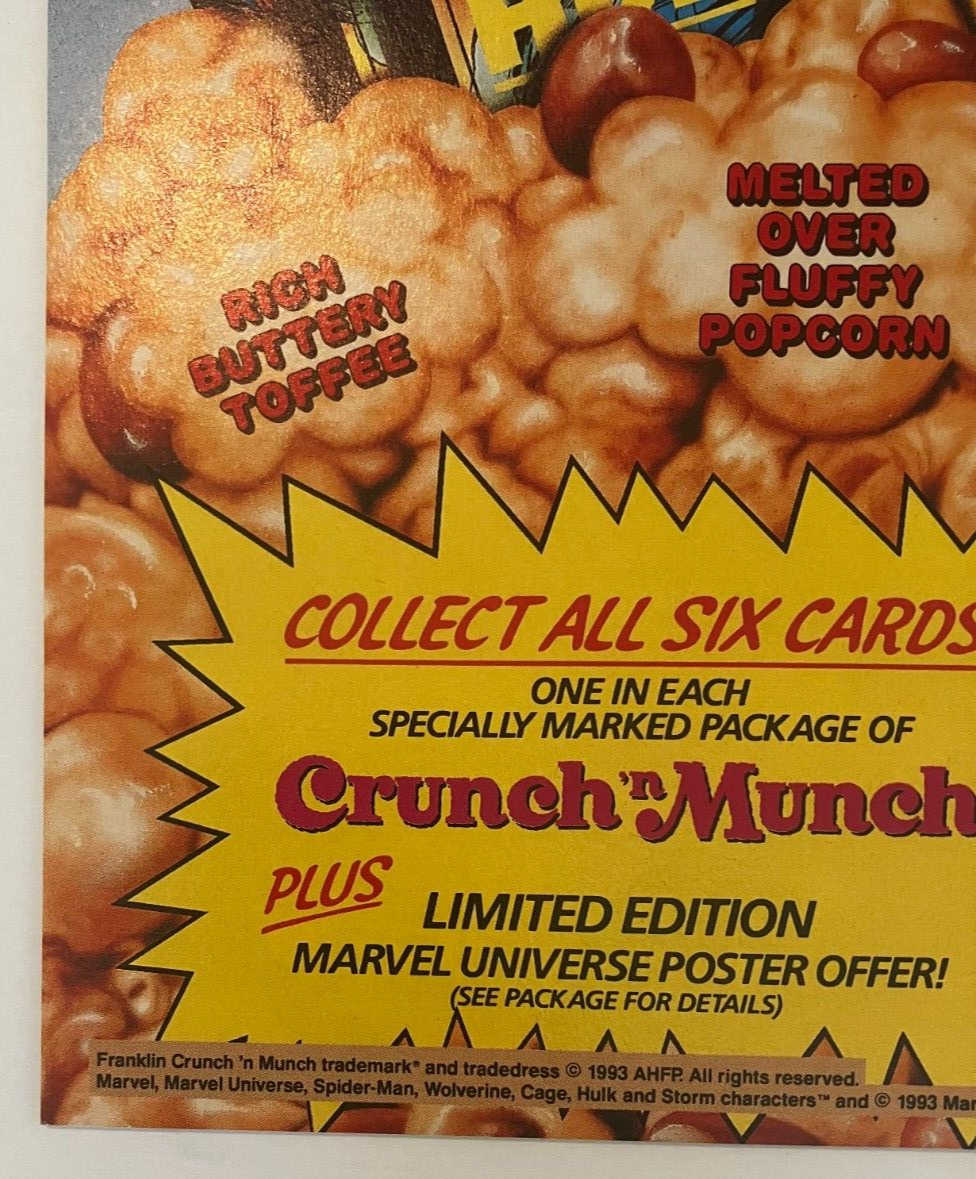 RICH
BUTTERY
TOFFEE
MELTED
OVER
FLUFFY
POPCORN
COLLECT ALL SIX CARDS
ONE IN EACH
SPECIALLY MARKED PACKAGE OF
Crunch 'n Munch
PLUS
LIMITED EDITION
MARVEL UNIVERSE POSTER OFFER!
(SEE PACKAGE FOR DETAILS)
Franklin Crunch 'n Munch trademark® and tradedress © 1993 AHFP. All rights reserved.
Marvel, Marvel Universe, Spider-Man, Wolverine, Cage, Hulk and Storm characters™ and © 1993 Mar